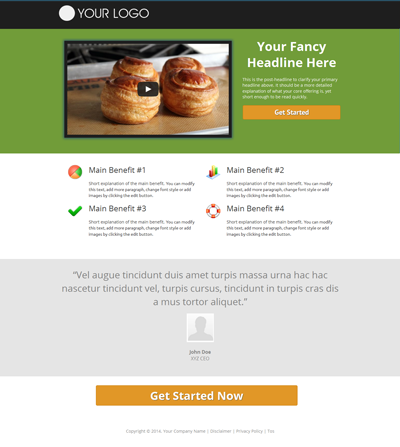 YOUR LOGO
Your Fancy
Headline Here
This is the post-headline to clarify your primary
headline above. It should be a more detailed
explanation of what your core offering is, yet
short enough to be read quickly.
Get Started
Main Benefit #1
Short explanation of the main benefit. You can modify
this text, add more paragraph, change font style or add
images by clicking the edit button.
Main Benefit #2
Short explanation of the main benefit. You can modify
this text, add more paragraph, change font style or add
images by clicking the edit button.
Main Benefit #3
Short explanation of the main benefit. You can modify
this text, add more paragraph, change font style or add
images by clicking the edit button.
Main Benefit #4
Short explanation of the main benefit. You can modify
this text, add more paragraph, change font style or add
images by clicking the edit button.
“Vel augue tincidunt duis amet turpis massa urna hac hac
nascetur tincidunt vel, turpis cursus, tincidunt in turpis cras dis
a mus tortor aliquet.”
John Doe
XYZ CEO
Get Started Now
Copyright © 2014. Your Company Name | Disclaimer | Privacy Policy | Tos